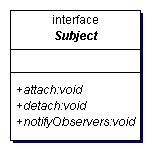 interface
Subject
+attach:void
+detach:void
+notifyObservers:void